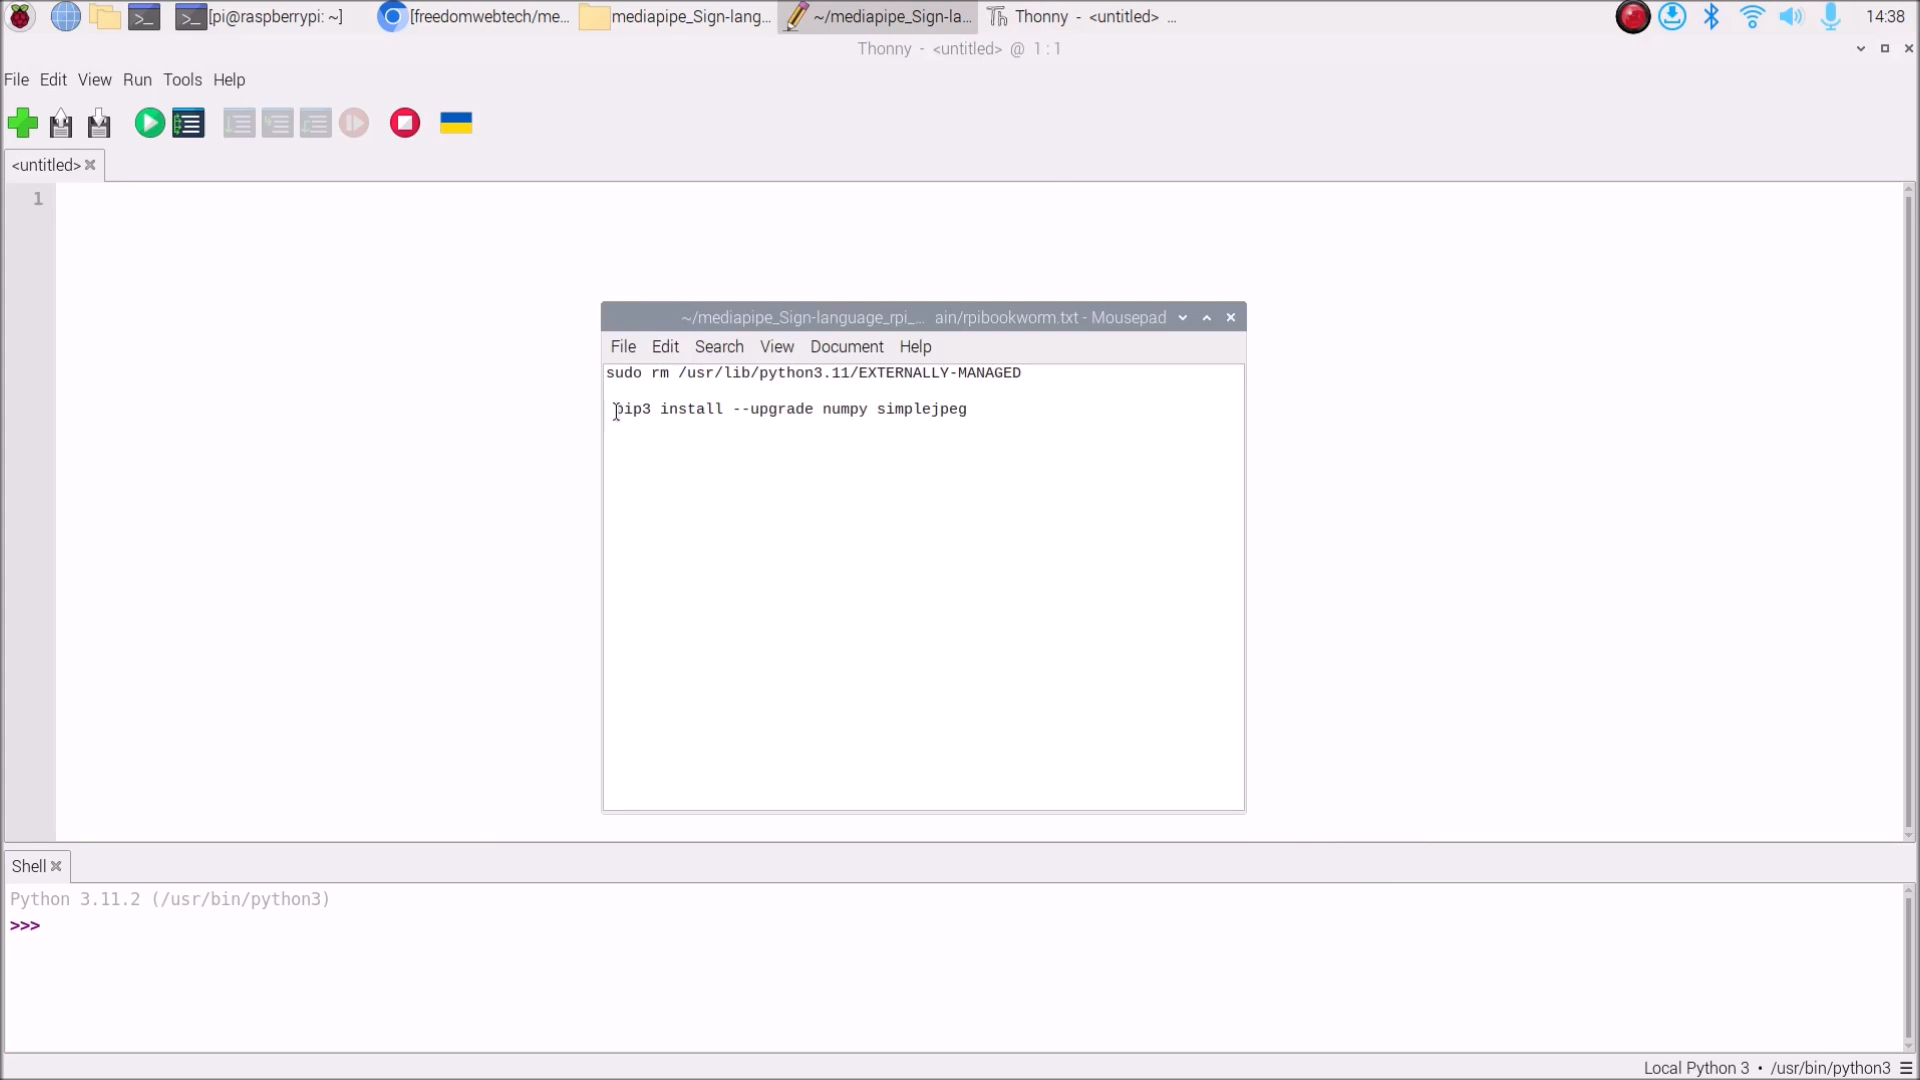 [pi@raspberrypi: ~] [freedomwebtech/me... mediapipe_Sign-lang... ~/mediapipe_Sign-la... Thonny - <untitled> ... 14:38
Thonny - <untitled> @ 1:1
File Edit View Run Tools Help
<untitled>
1
~/mediapipe_Sign-language_rpi_... ain/rpibookworm.txt - Mousepad
File Edit Search View Document Help
sudo rm /usr/lib/python3.11/EXTERNALLY-MANAGED
pip3 install --upgrade numpy simplejpeg
Shell
Python 3.11.2 (/usr/bin/python3)
>>>
Local Python 3 • /usr/bin/python3